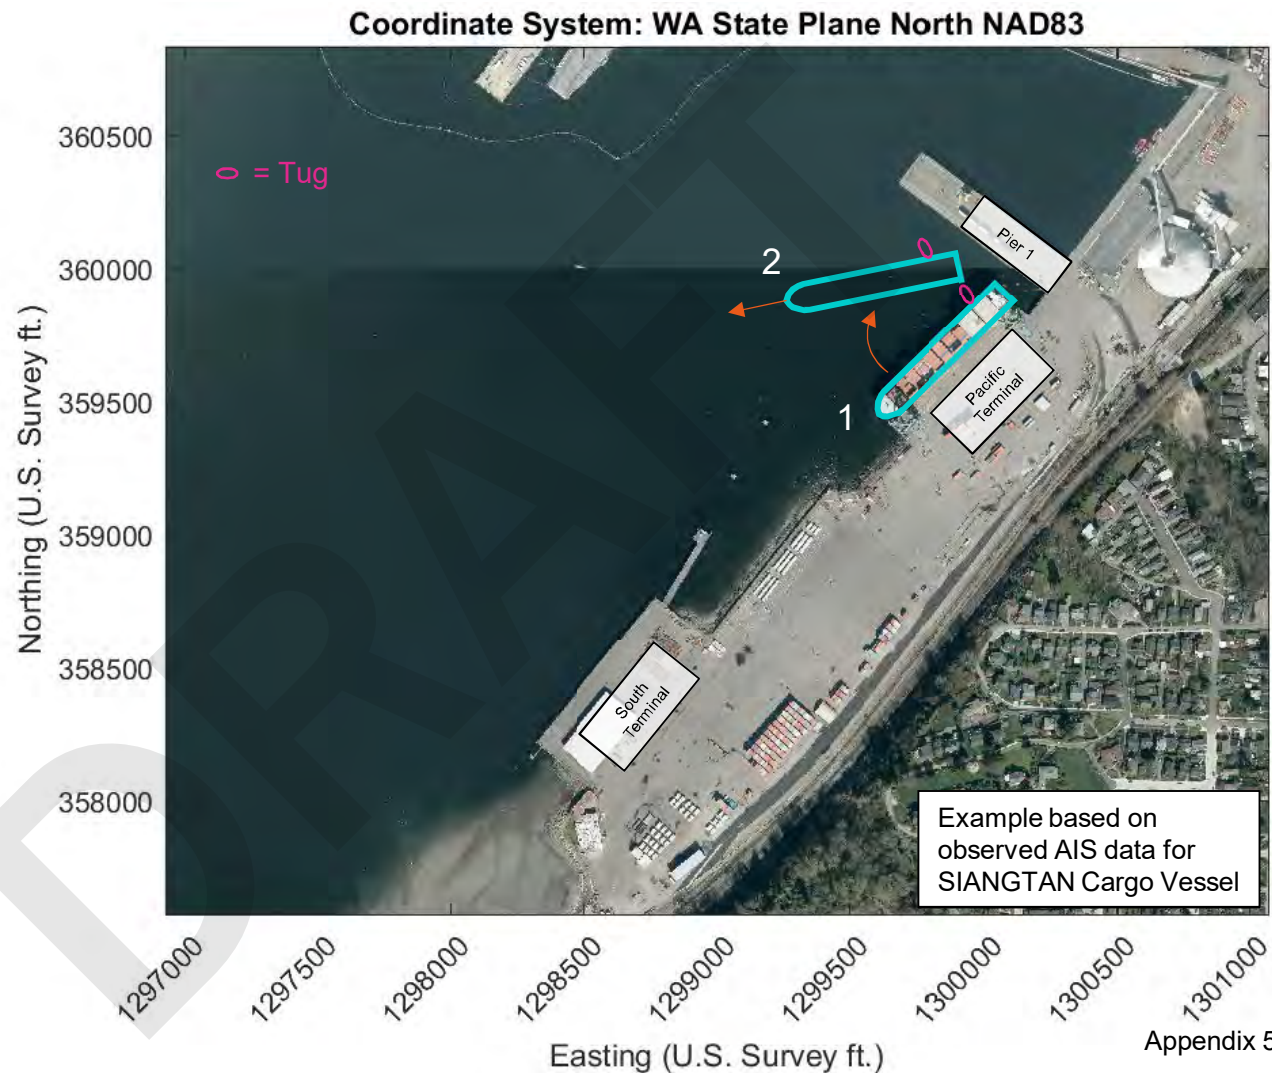 Coordinate System: WA State Plane North NAD83
Northing (U.S. Survey ft.)
360500
360000
359500
359000
358500
358000
= Tug
Pier 1
2
1
Pacific
Terminal
South
Terminal
DRAFT
Example based on
observed AIS data for
SIANGTAN Cargo Vessel
1297000
1297500
1298000
1298500
1299000
1299500
1300000
1300500
1301000
Easting (U.S. Survey ft.)
Appendix 5